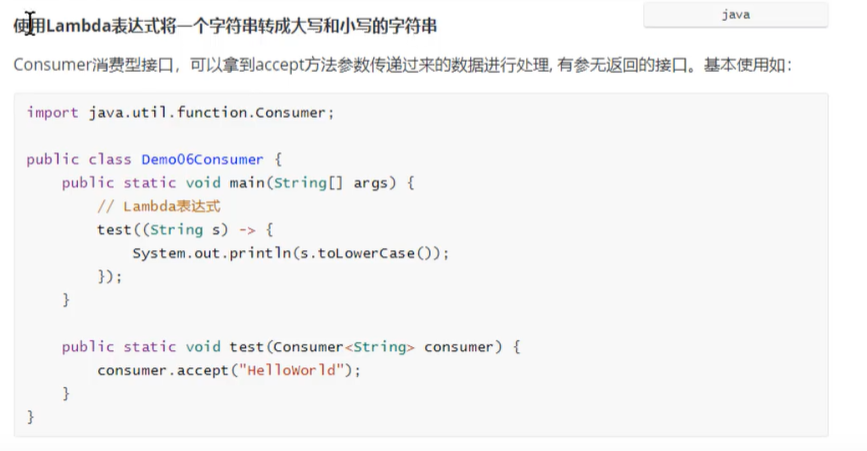 使用Lambda表达式将一个字符串转成大写和小写的字符串
java
Consumer消费型接口，可以拿到accept方法参数传递过来的数据进行处理, 有参无返回的接口。基本使用如：
import java.util.function.Consumer;
public class Demo06Consumer {
public static void main(String[] args) {
// Lambda表达式
test((String s) -> {
System.out.println(s.toLowerCase());
});
}
public static void test(Consumer<String> consumer) {
consumer.accept("HelloWorld");
}
}